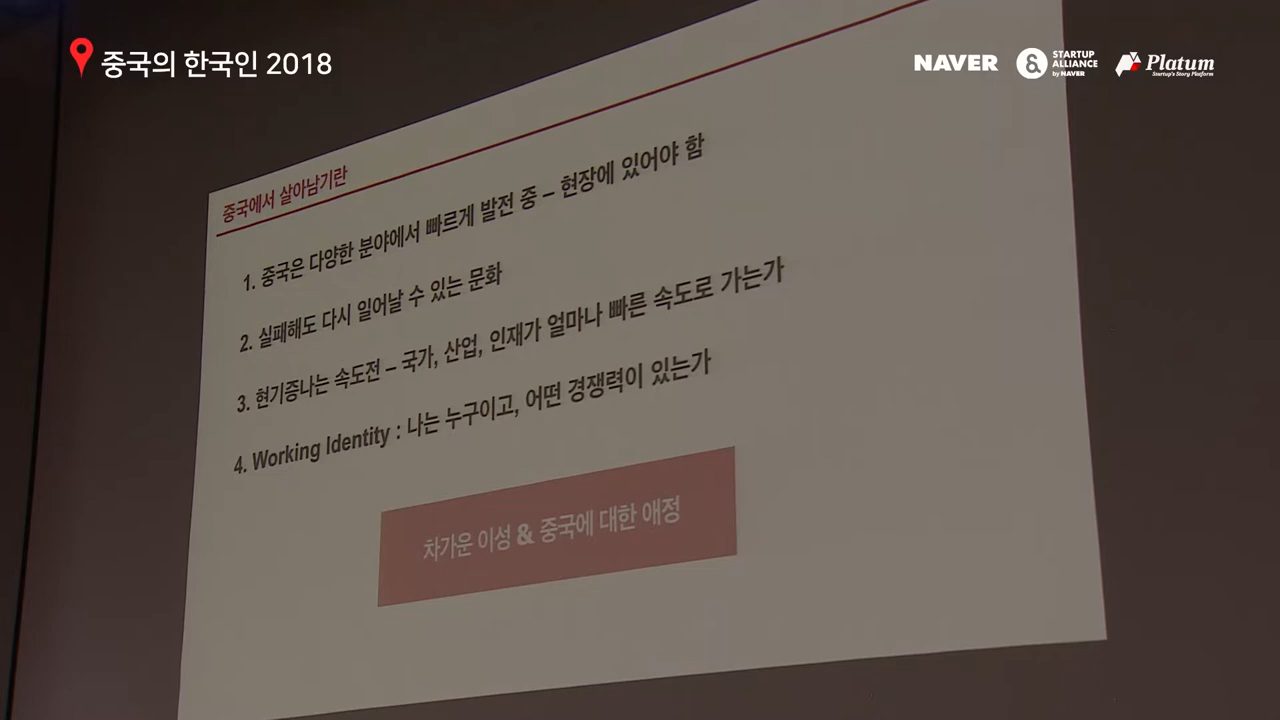 중국의 한국인 2018
NAVER
& STARTUP
ALLIANCE
by NAVER
Platum
Startup's Story Platform
중국에서 살아남기란
1. 중국은 다양한 분야에서 빠르게 발전 중 – 현장에 있어야 함
2. 실패해도 다시 일어날 수 있는 문화
3. 현기증나는 속도전 – 국가, 산업, 인재가 얼마나 빠른 속도로 가는가
4. Working Identity : 나는 누구이고, 어떤 경쟁력이 있는가
차가운 이성 & 중국에 대한 애정